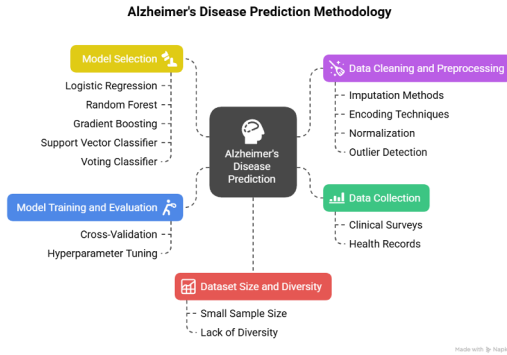 Alzheimer's Disease Prediction Methodology
Model Selection
Logistic Regression
Random Forest
Gradient Boosting
Support Vector Classifier
Voting Classifier
Data Cleaning and Preprocessing
Imputation Methods
Encoding Techniques
Normalization
Outlier Detection
Alzheimer's
Disease
Prediction
Model Training and Evaluation
Cross-Validation
Hyperparameter Tuning
Data Collection
Clinical Surveys
Health Records
Dataset Size and Diversity
Small Sample Size
Lack of Diversity
Made with